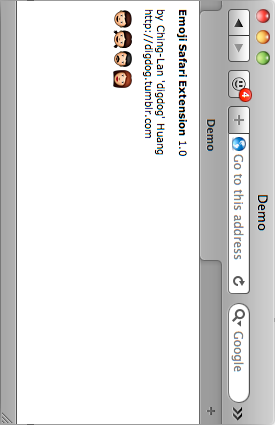 Demo
4
Go to this address
Google
Demo
Emoji Safari Extension 1.0
by Ching-Lan 'digdog' Huang
http://digdog.tumblr.com